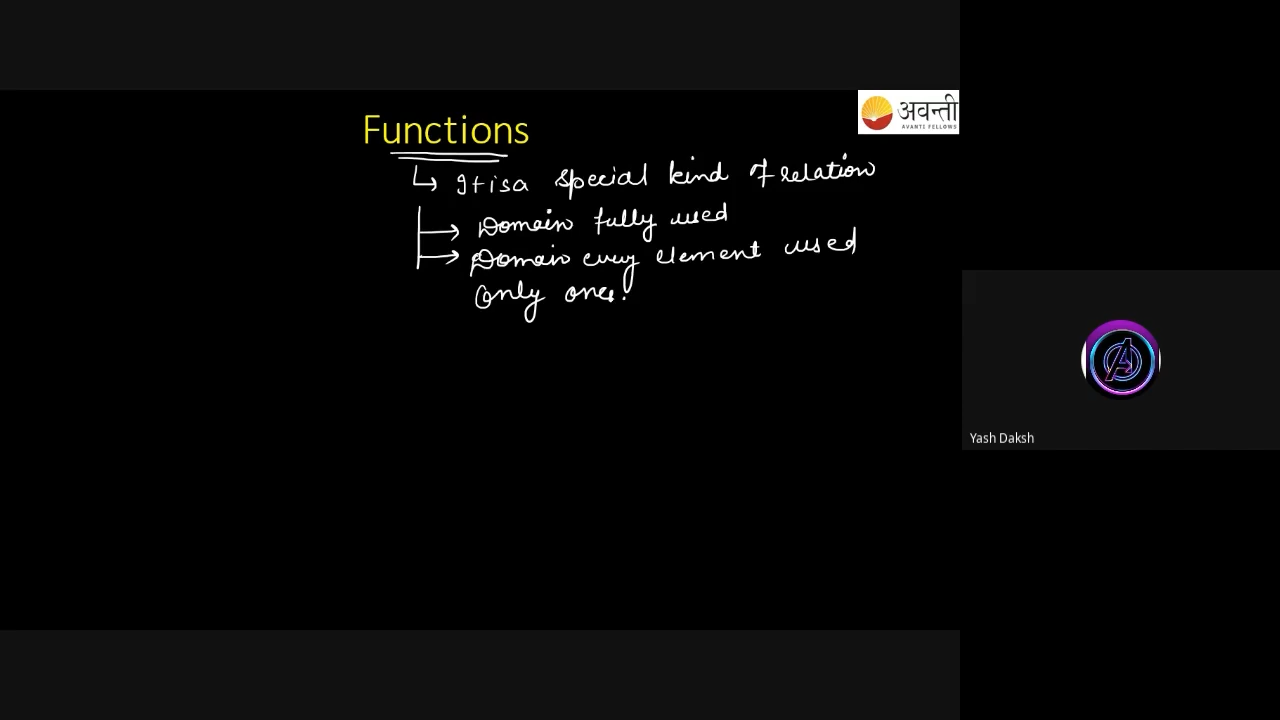 Functions
अवन्ती
AVANTI FELLOWS
It is a special kind of relation
Domain fully used
Domain every element used
Only once.
Yash Daksh